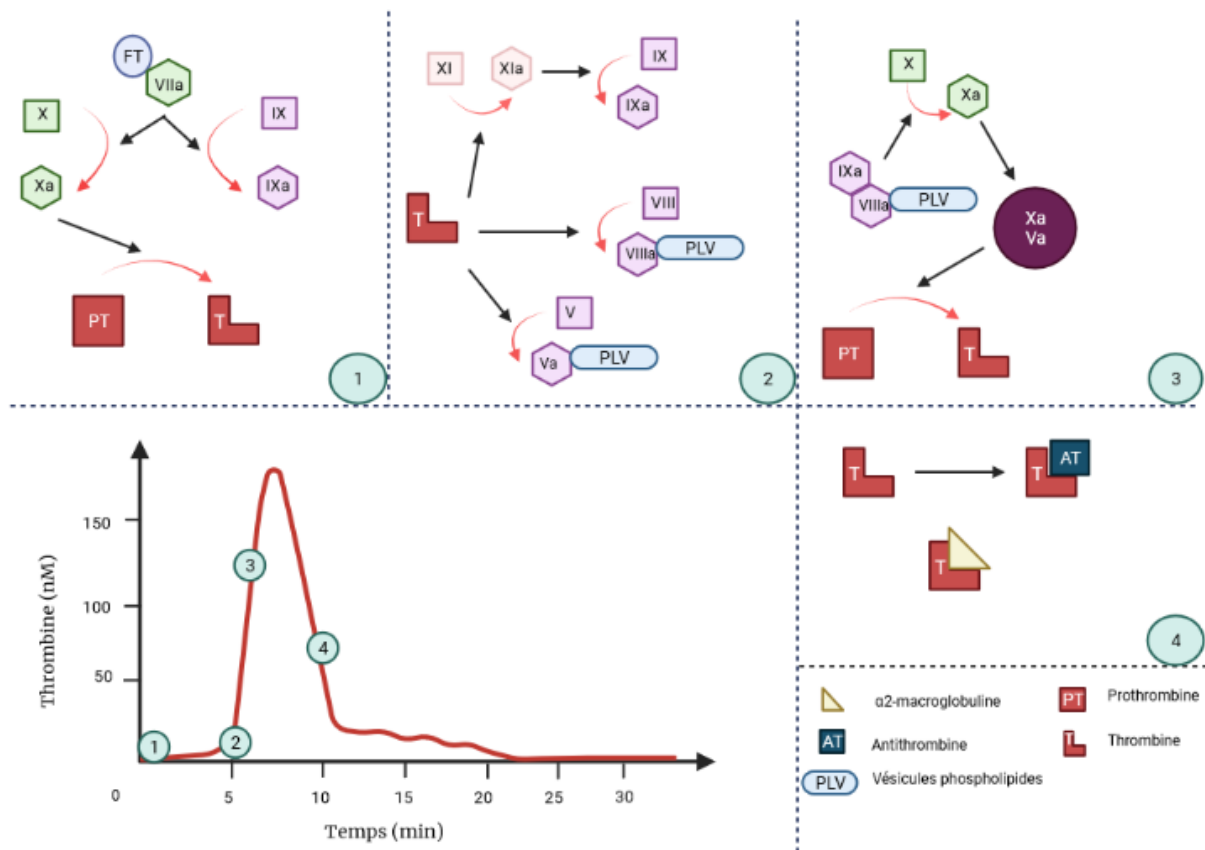 FT
VIIa
X
IX
Xa
IXa
PT
T
1
XI
XIa
IX
IXa
T
VIII
VIIIa
PLV
V
Va
PLV
2
X
Xa
IXa
VIIIa
PLV
Xa
Va
PT
T
3
Thrombine (nM)
150
100
50
1
2
3
4
0
5
10
15
20
25
30
Temps (min)
T
T
AT
T
4
α2-macroglobuline
PT
Prothrombine
AT
Antithrombine
T
Thrombine
PLV
Vésicules phospholipides